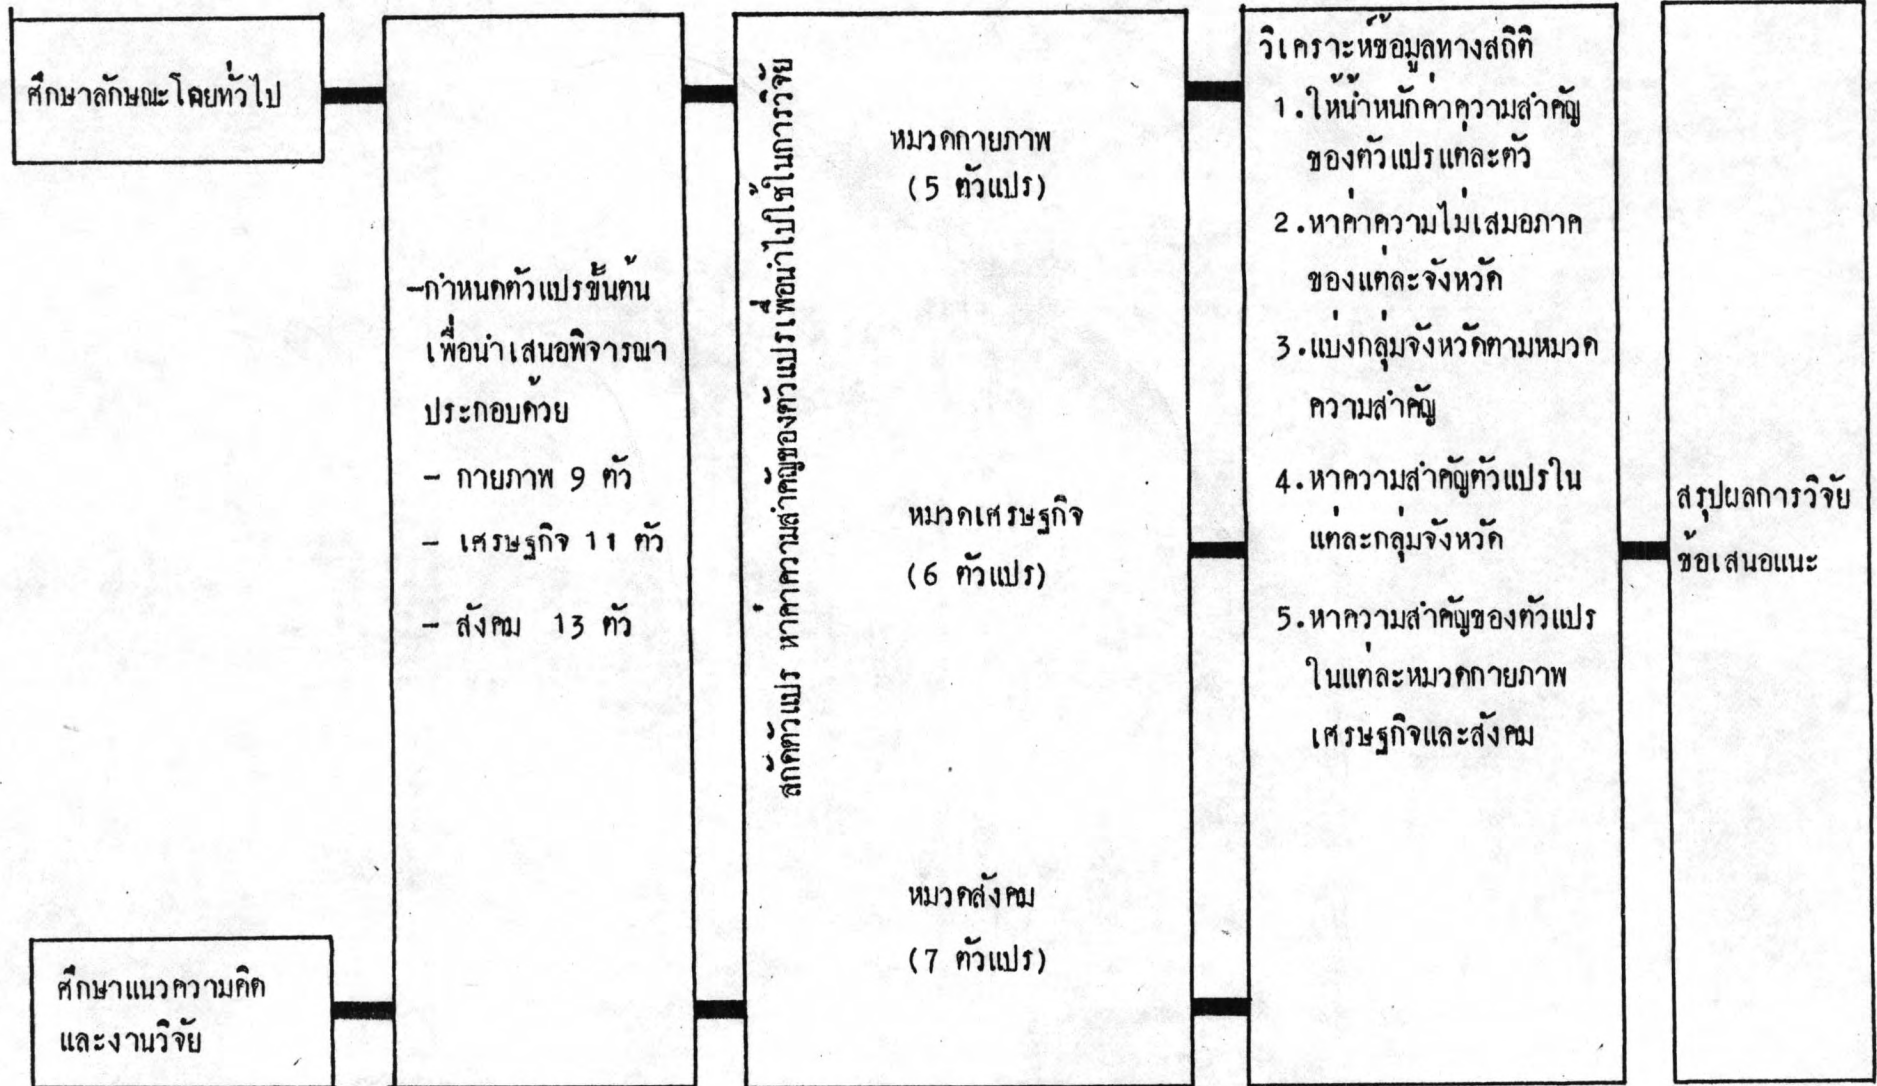 ศึกษาลักษณะโดยทั่วไป
ศึกษาแนวความคิด
และงานวิจัย
-กำหนดตัวแปรขั้นต้น
เพื่อนำเสนอพิจารณา
ประกอบด้วย
- กายภาพ 9 ตัว
- เศรษฐกิจ 11 ตัว
- สังคม 13 ตัว
สกัดตัวแปร หาค่าความสำคัญของตัวแปรเพื่อนำไปใช้ในการวิจัย
หมวดกายภาพ
(5 ตัวแปร)
หมวดเศรษฐกิจ
(6 ตัวแปร)
หมวดสังคม
(7 ตัวแปร)
วิเคราะห์ข้อมูลทางสถิติ
1.ให้น้ำหนักค่าความสำคัญ
ของตัวแปรแต่ละตัว
2.หาค่าความไม่เสมอภาค
ของแต่ละจังหวัด
3.แบ่งกลุ่มจังหวัดตามหมวด
ความสำคัญ
4.หาความสำคัญตัวแปรใน
แต่ละกลุ่มจังหวัด
5.หาความสำคัญของตัวแปร
ในแต่ละหมวดกายภาพ
เศรษฐกิจและสังคม
สรุปผลการวิจัย
ข้อเสนอแนะ